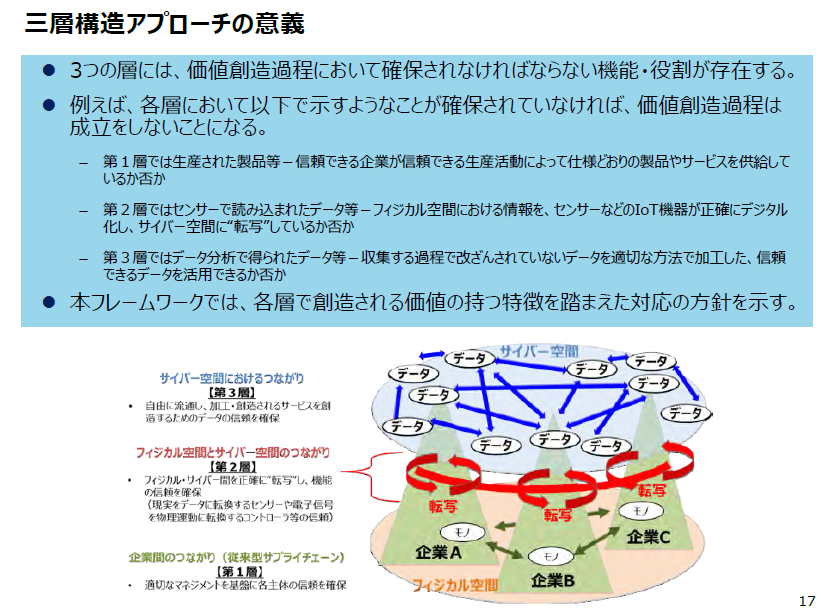 三層構造アプローチの意義
● 3つの層には、価値創造過程において確保されなければならない機能・役割が存在する。
● 例えば、各層において以下で示すようなことが確保されていなければ、価値創造過程は
成立をしないことになる。
– 第１層では生産された製品等－信頼できる企業が信頼できる生産活動によって仕様どおりの製品やサービスを供給して
いるか否か
– 第２層ではセンサーで読み込まれたデータ等－フィジカル空間における情報を、センサーなどのIoT機器が正確にデジタル
化し、サイバー空間に“転写”しているか否か
– 第３層ではデータ分析で得られたデータ等－収集する過程で改ざんされていないデータを適切な方法で加工した、信頼
できるデータを活用できるか否か
● 本フレームワークでは、各層で創造される価値の持つ特徴を踏まえた対応の方針を示す。
サイバー空間におけるつながり
【第３層】
• 自由に流通し、加工・創造されるサービスを創
造するためのデータの信頼を確保
フィジカル空間とサイバー空間のつながり
【第２層】
• フィジカル・サイバー間を正確に“転写”し、機能
の信頼を確保
（現実をデータに転換するセンサーや電子信号
を物理運動に転換するコントローラ等の信頼）
企業間のつながり（従来型サプライチェーン）
【第１層】
• 適切なマネジメントを基盤に各主体の信頼を確保
サイバー空間
データ
データ
データ
データ
データ
データ
データ
データ
データ
データ
データ
転写
転写
転写
モノ
モノ
モノ
企業A
企業B
企業C
フィジカル空間
17